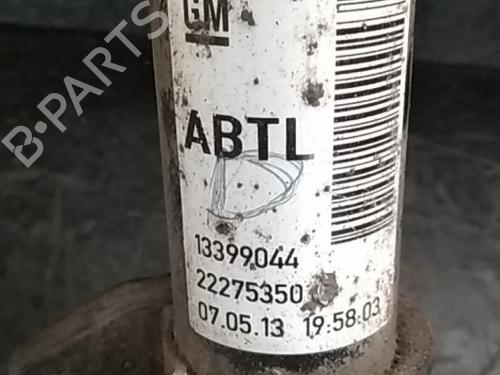 GM
ABTL
D
13399044
22275350
07.05.13 19:58:03
B-PARTS